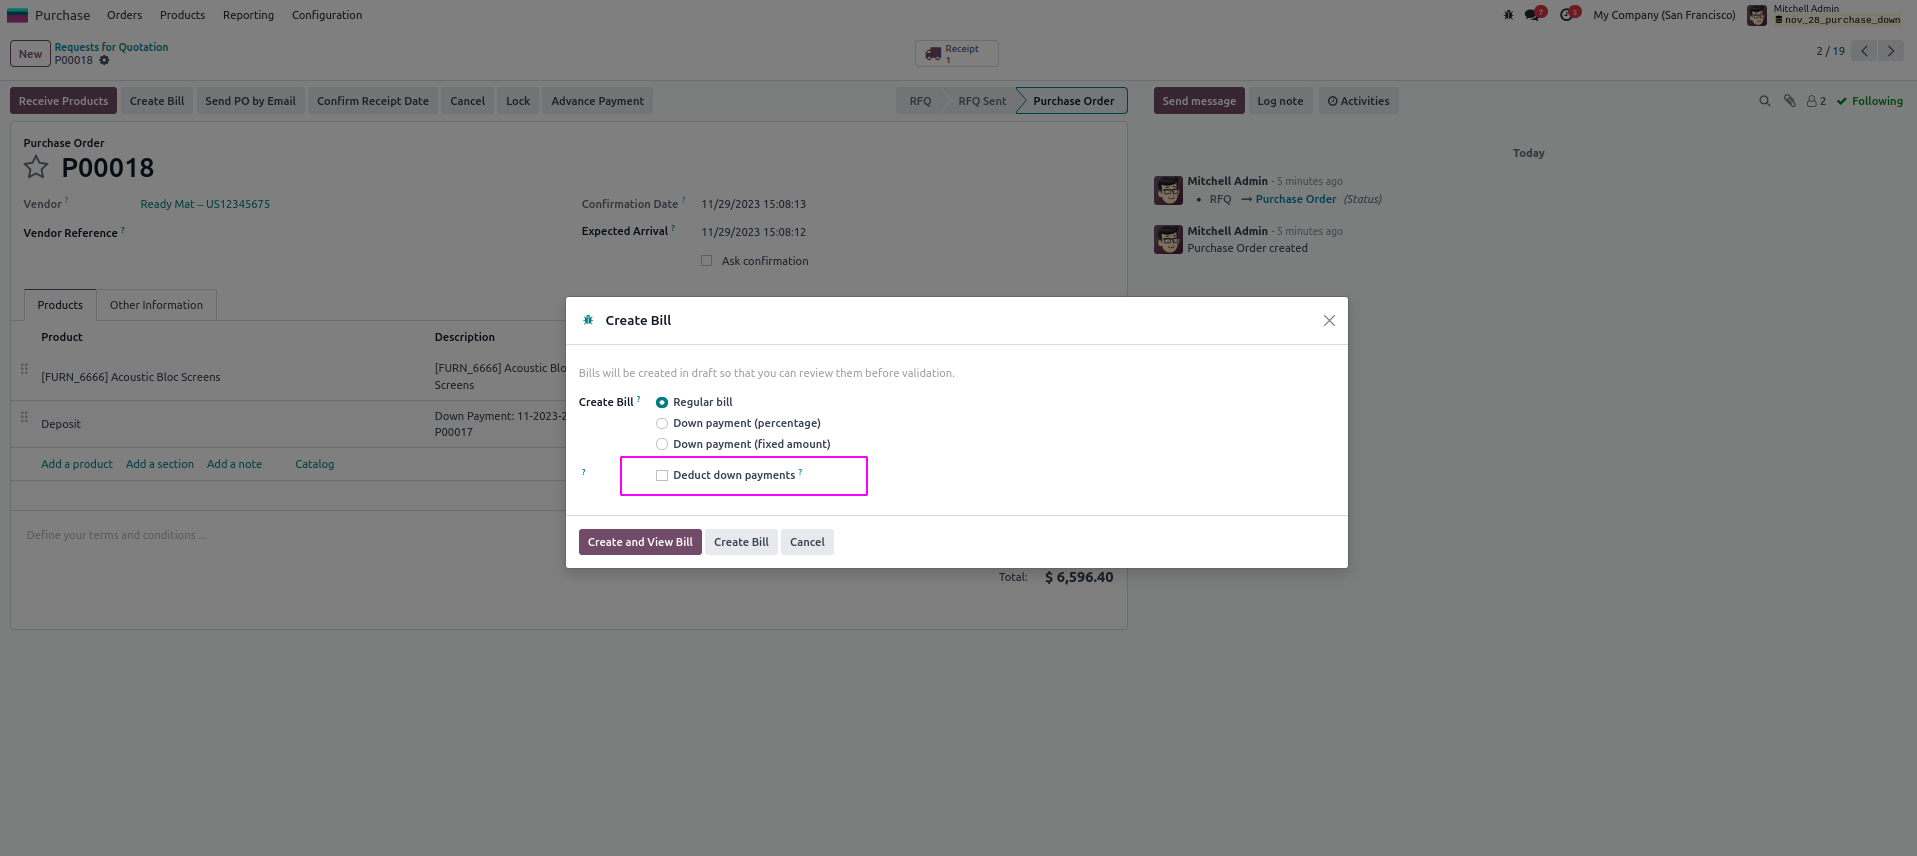 Purchase Orders Products Reporting Configuration
7 5 My Company (San Francisco) Mitchell Admin
nov_28_purchase_down
New Requests for Quotation
P00018
Receipt
1
2 / 19
Receive Products Create Bill Send PO by Email Confirm Receipt Date Cancel Lock Advance Payment RFQ RFQ Sent Purchase Order
Send message Log note Activities 2 Following
Purchase Order
P00018
Vendor ? Ready Mat – US12345675
Vendor Reference ?
Confirmation Date ? 11/29/2023 15:08:13
Expected Arrival ? 11/29/2023 15:08:12
Ask confirmation
Today
Mitchell Admin - 5 minutes ago
• RFQ → Purchase Order (Status)
Mitchell Admin - 5 minutes ago
Purchase Order created
Products Other Information
Product Description
[FURN_6666] Acoustic Bloc Screens [FURN_6666] Acoustic Blo
Screens
Deposit Down Payment: 11-2023-2
P00017
Add a product Add a section Add a note Catalog
Define your terms and conditions ...
Total: $ 6,596.40
Create Bill
Bills will be created in draft so that you can review them before validation.
Create Bill ? Regular bill
Down payment (percentage)
Down payment (fixed amount)
? Deduct down payments ?
Create and View Bill Create Bill Cancel